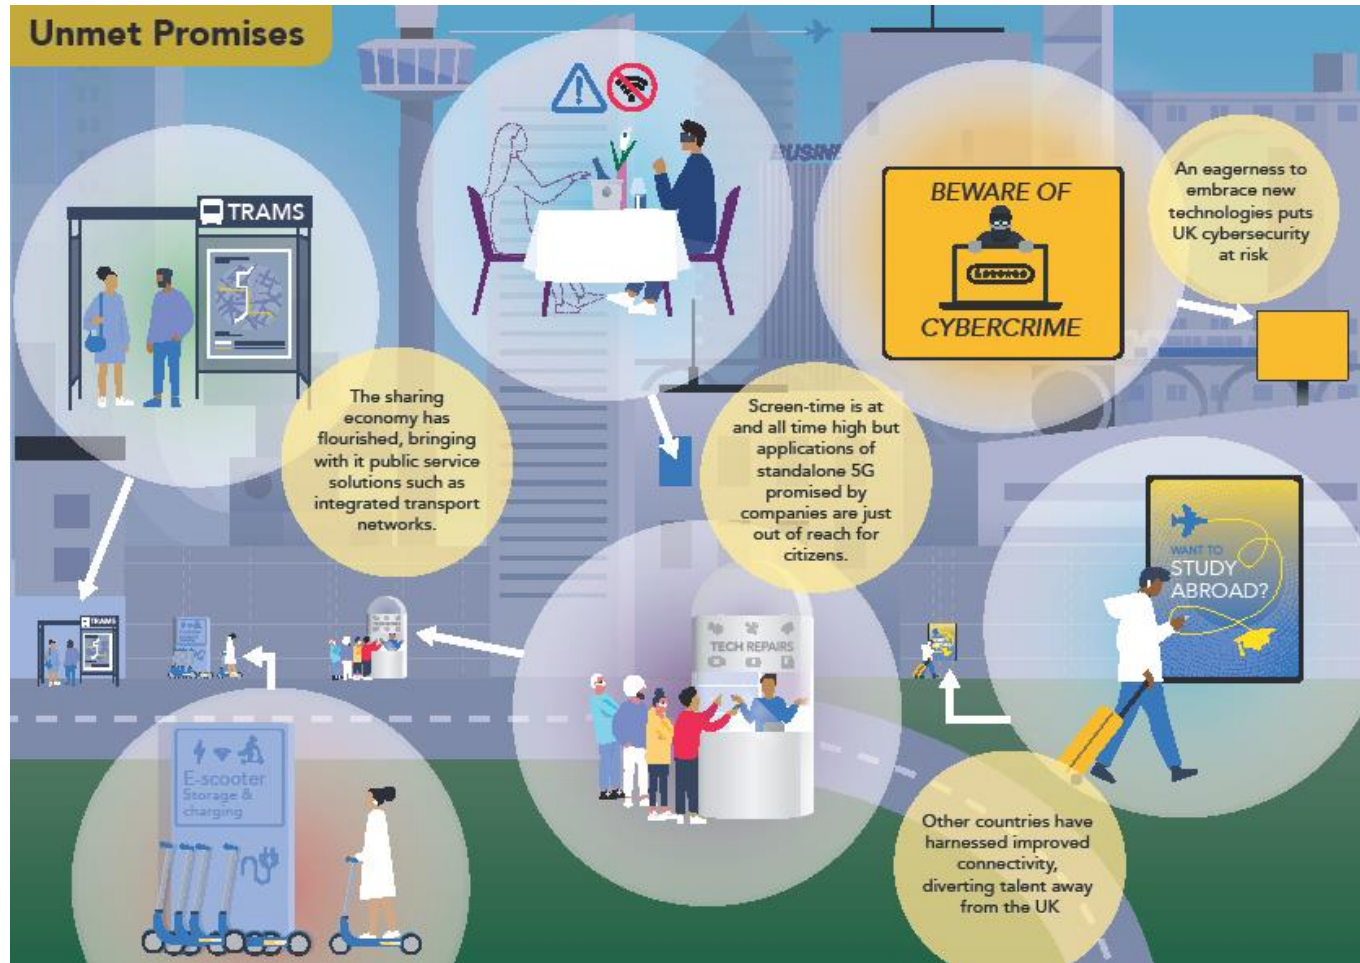 Unmet Promises
TRAMS
The sharing
economy has
flourished, bringing
with it public service
solutions such as
integrated transport
networks.
Screen-time is at
and all time high but
applications of
standalone 5G
promised by
companies are just
out of reach for
citizens.
BEWARE OF
CYBERCRIME
An eagerness to
embrace new
technologies puts
UK cybersecurity
at risk
WANT TO
STUDY
ABROAD?
TRAMS
TECH REPAIRS
E-scooter
Storage &
charging
Other countries have
harnessed improved
connectivity,
diverting talent away
from the UK